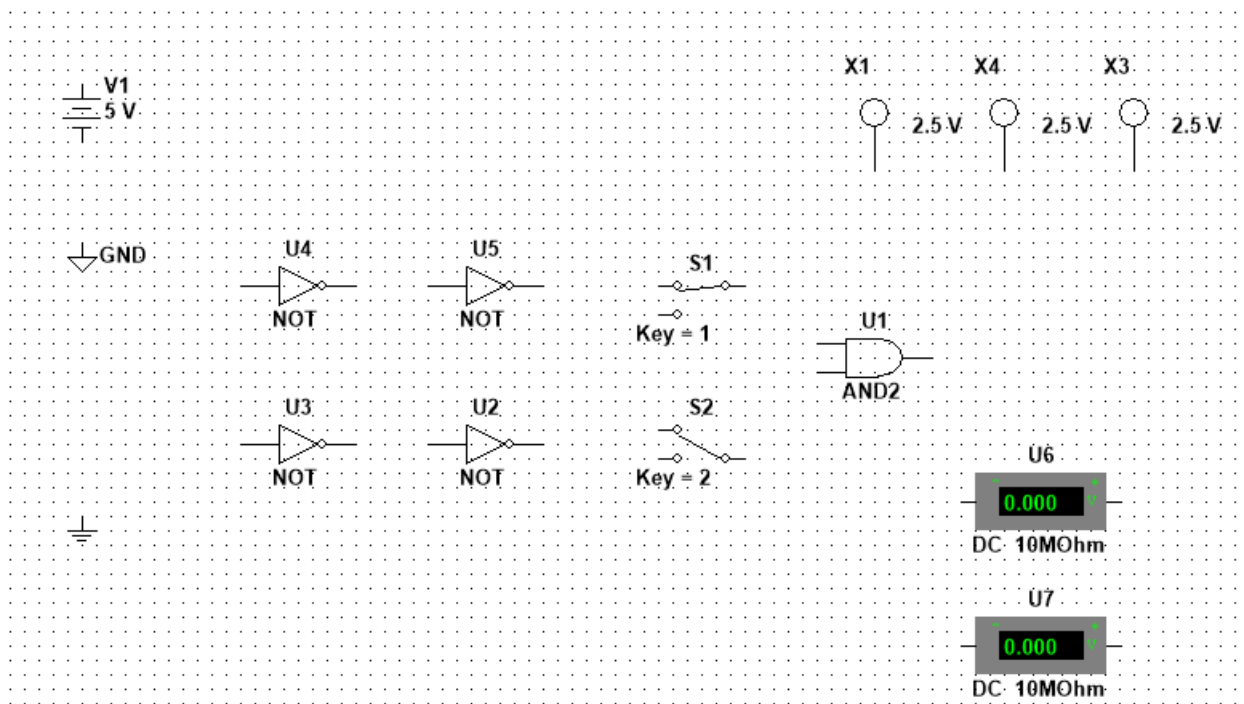 X1 X4 X3
V1
5 V
2.5 V 2.5 V 2.5 V
GND
U4 U5
S1
NOT NOT
Key = 1
U1
AND2
U3 U2 S2
NOT NOT Key = 2
U6
- +
0.000 V
DC 10MOhm
U7
- +
0.000 V
DC 10MOhm